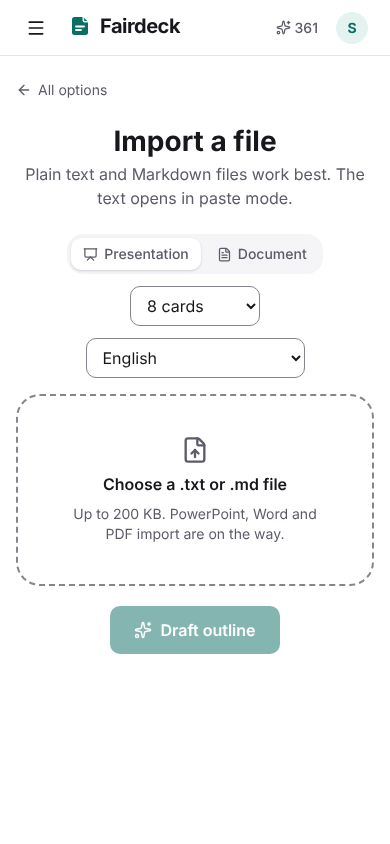 Fairdeck
361
S
All options
Import a file
Plain text and Markdown files work best. The
text opens in paste mode.
Presentation
Document
8 cards
English
Choose a .txt or .md file
Up to 200 KB. PowerPoint, Word and
PDF import are on the way.
Draft outline